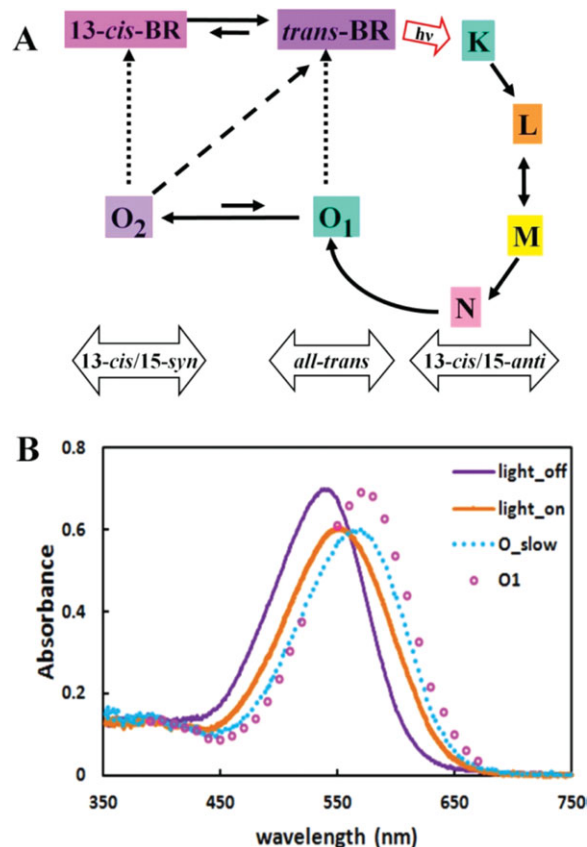 A
13-cis-BR
trans-BR
hν
K
L
O2
O1
M
N
13-cis/15-syn
all-trans
13-cis/15-anti
B
0.8
0.6
0.4
0.2
0
Absorbance
light_off
light_on
O_slow
O1
350
450
550
650
750
wavelength (nm)